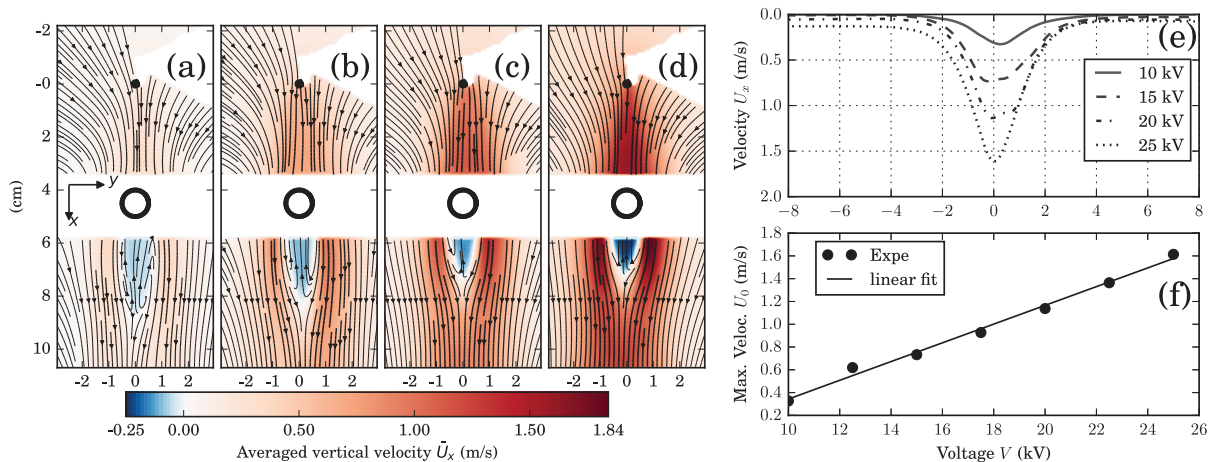 (a) (b) (c) (d)
-2
-0
2
4
6
8
10
(cm)
y
x
-2 -1 0 1 2 -2 -1 0 1 2 -2 -1 0 1 2 -2 -1 0 1 2
-0.25 0.00 0.50 1.00 1.50 1.84
Averaged vertical velocity Ūₓ (m/s)
(e)
0.0
0.5
1.0
1.5
2.0
Velocity Uₓ (m/s)
10 kV
15 kV
20 kV
25 kV
−8 −6 −4 −2 0 2 4 6 8
(f)
1.8
1.6
1.4
1.2
1.0
0.8
0.6
0.4
0.2
Max. Veloc. U₀ (m/s)
Expe
linear fit
10 12 14 16 18 20 22 24 26
Voltage V (kV)